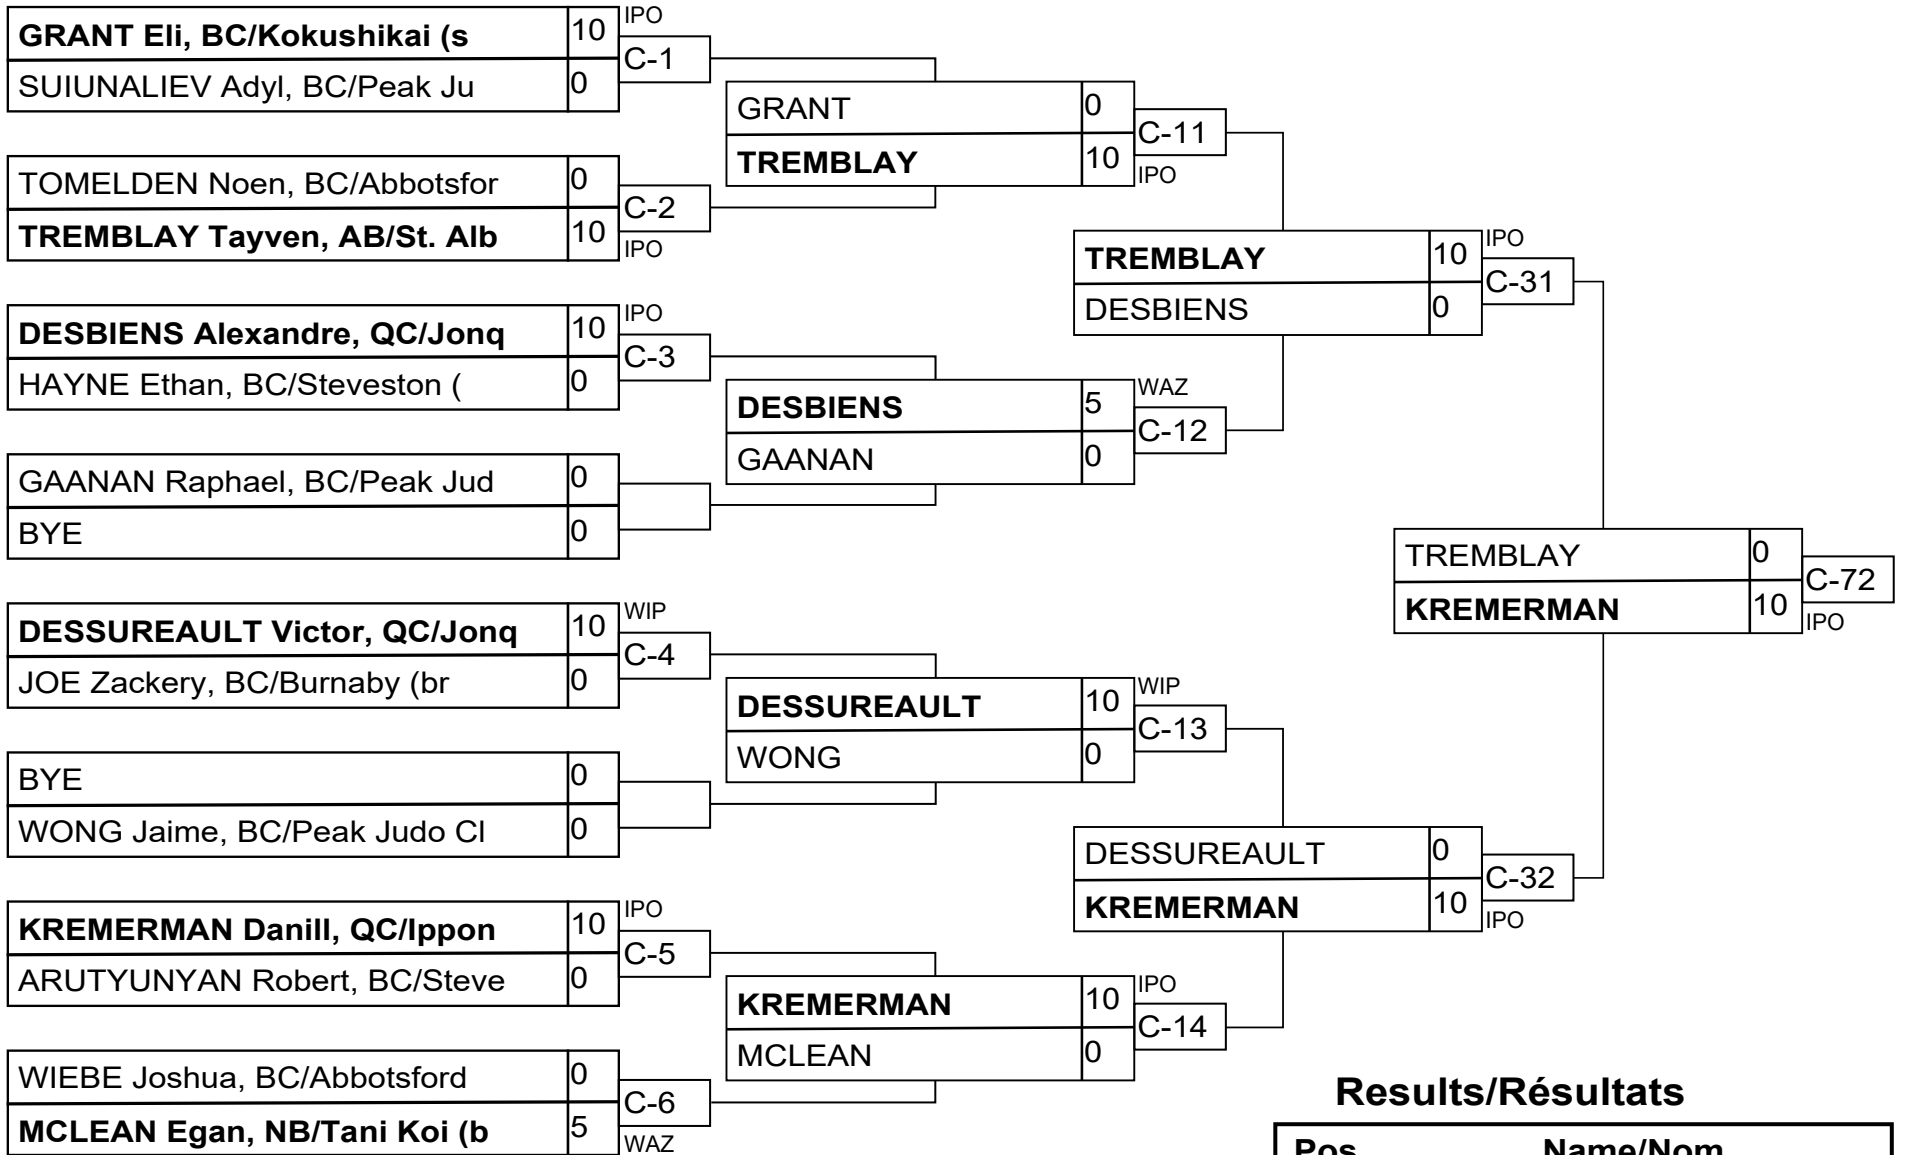 GRANT Eli, BC/Kokushikai (s 10 IPO
C-1
SUIUNALIEV Adyl, BC/Peak Ju 0
TOMELDEN Noen, BC/Abbotsfor 0
C-2
TREMBLAY Tayven, AB/St. Alb 10 IPO
DESBIENS Alexandre, QC/Jonq 10 IPO
C-3
HAYNE Ethan, BC/Steveston ( 0
GAANAN Raphael, BC/Peak Jud 0
BYE 0
DESSUREAULT Victor, QC/Jonq 10 WIP
C-4
JOE Zackery, BC/Burnaby (br 0
BYE 0
WONG Jaime, BC/Peak Judo Cl 0
KREMERMAN Danill, QC/Ippon 10 IPO
C-5
ARUTYUNYAN Robert, BC/Steve 0
WIEBE Joshua, BC/Abbotsford 0
C-6
MCLEAN Egan, NB/Tani Koi (b 5 WAZ
GRANT 0
C-11
TREMBLAY 10 IPO
DESBIENS 5 WAZ
C-12
GAANAN 0
DESSUREAULT 10 WIP
C-13
WONG 0
KREMERMAN 10 IPO
C-14
MCLEAN 0
TREMBLAY 10 IPO
C-31
DESBIENS 0
DESSUREAULT 0
C-32
KREMERMAN 10 IPO
TREMBLAY 0
C-72
KREMERMAN 10 IPO
Results/Résultats
Pos Name/Nom